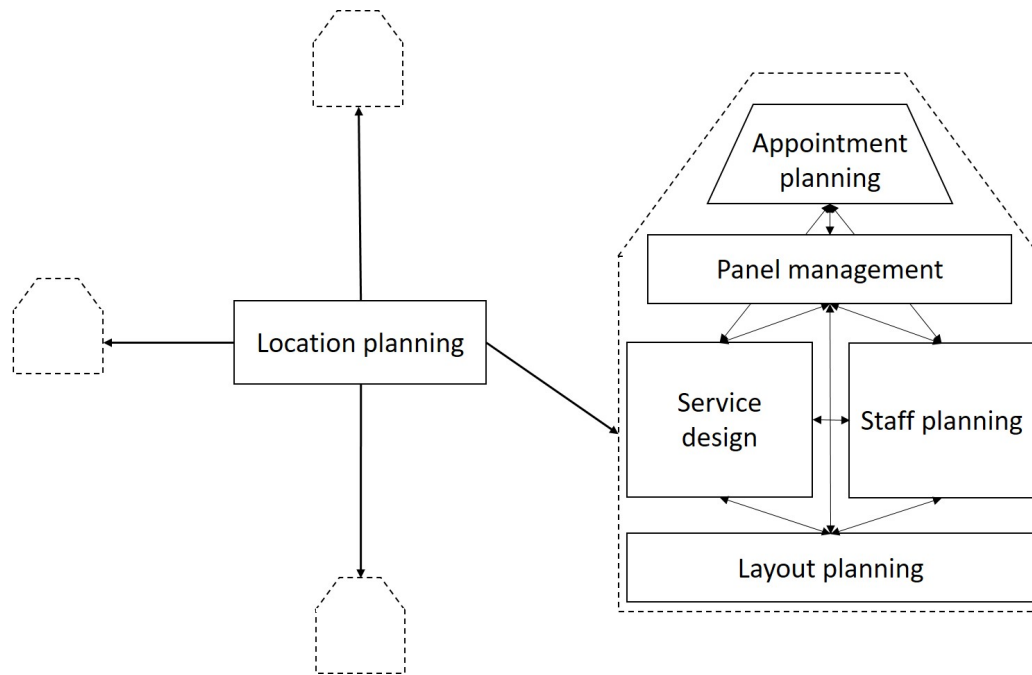 Appointment
planning
Panel management
Location planning
Service
design
Staff planning
Layout planning